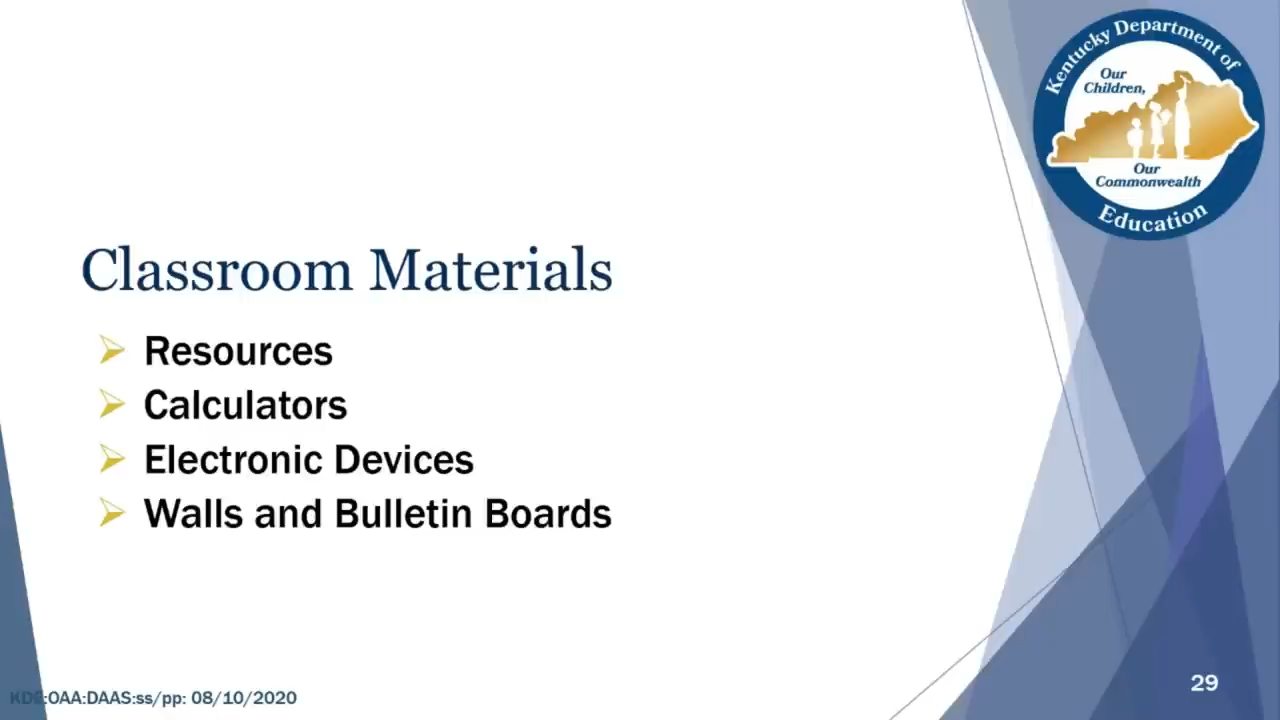 Kentucky Department of
Our
Children,
Our
Commonwealth
Education
Classroom Materials
Resources
Calculators
Electronic Devices
Walls and Bulletin Boards
KDE:OAA:DAAS:ss/pp: 08/10/2020
29